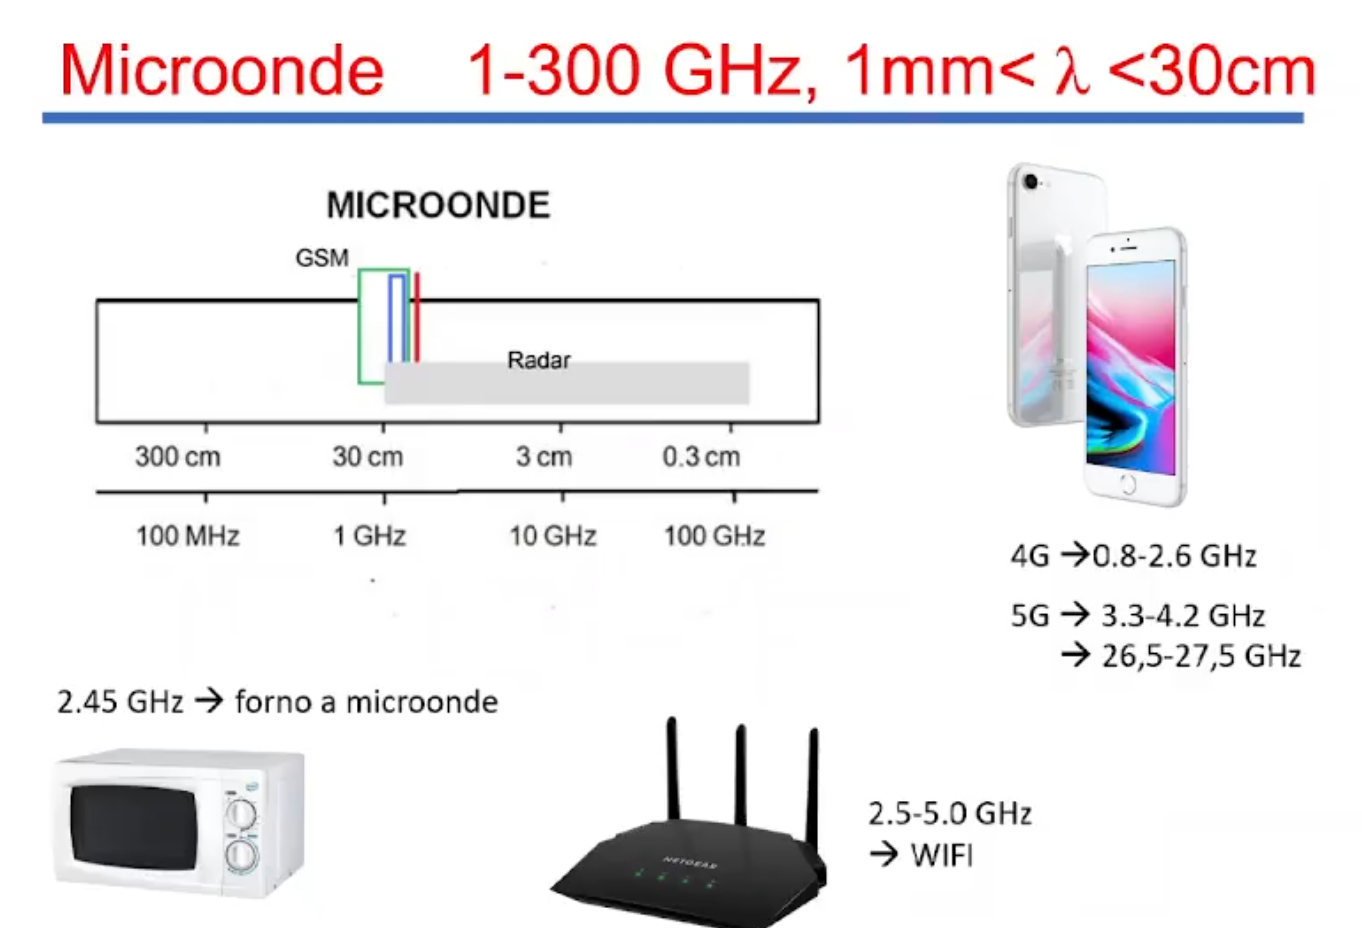 Microonde 1-300 GHz, 1mm< λ <30cm
MICROONDE
GSM
Radar
300 cm 30 cm 3 cm 0.3 cm
100 MHz 1 GHz 10 GHz 100 GHz
4G →0.8-2.6 GHz
5G → 3.3-4.2 GHz
→ 26,5-27,5 GHz
2.45 GHz → forno a microonde
NETGEAR
2.5-5.0 GHz
→ WIFI